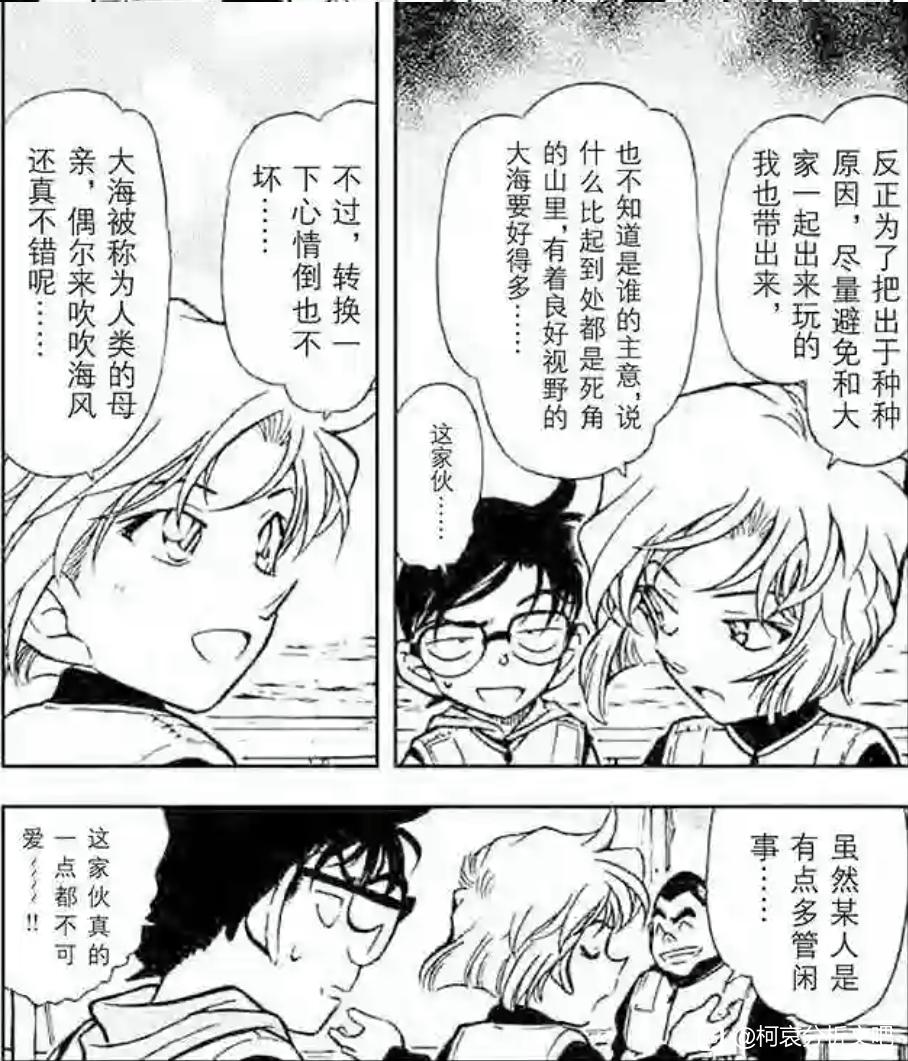 反正为了把出于种种
原因，尽量避免和大
家一起出来玩的
我也带出来，
也不知道是谁的主意，说
什么比起到处都是死角
的山里，有着良好视野的
大海要好得多……
这家伙……
不过，转换一
下心情倒也不
坏……
大海被称为人类的母
亲，偶尔来吹吹海风
还真不错呢……
虽然某人是
有点多管闲
事……
这家伙真的
一点都不可
爱~~~~!!
@柯哀分析文吧